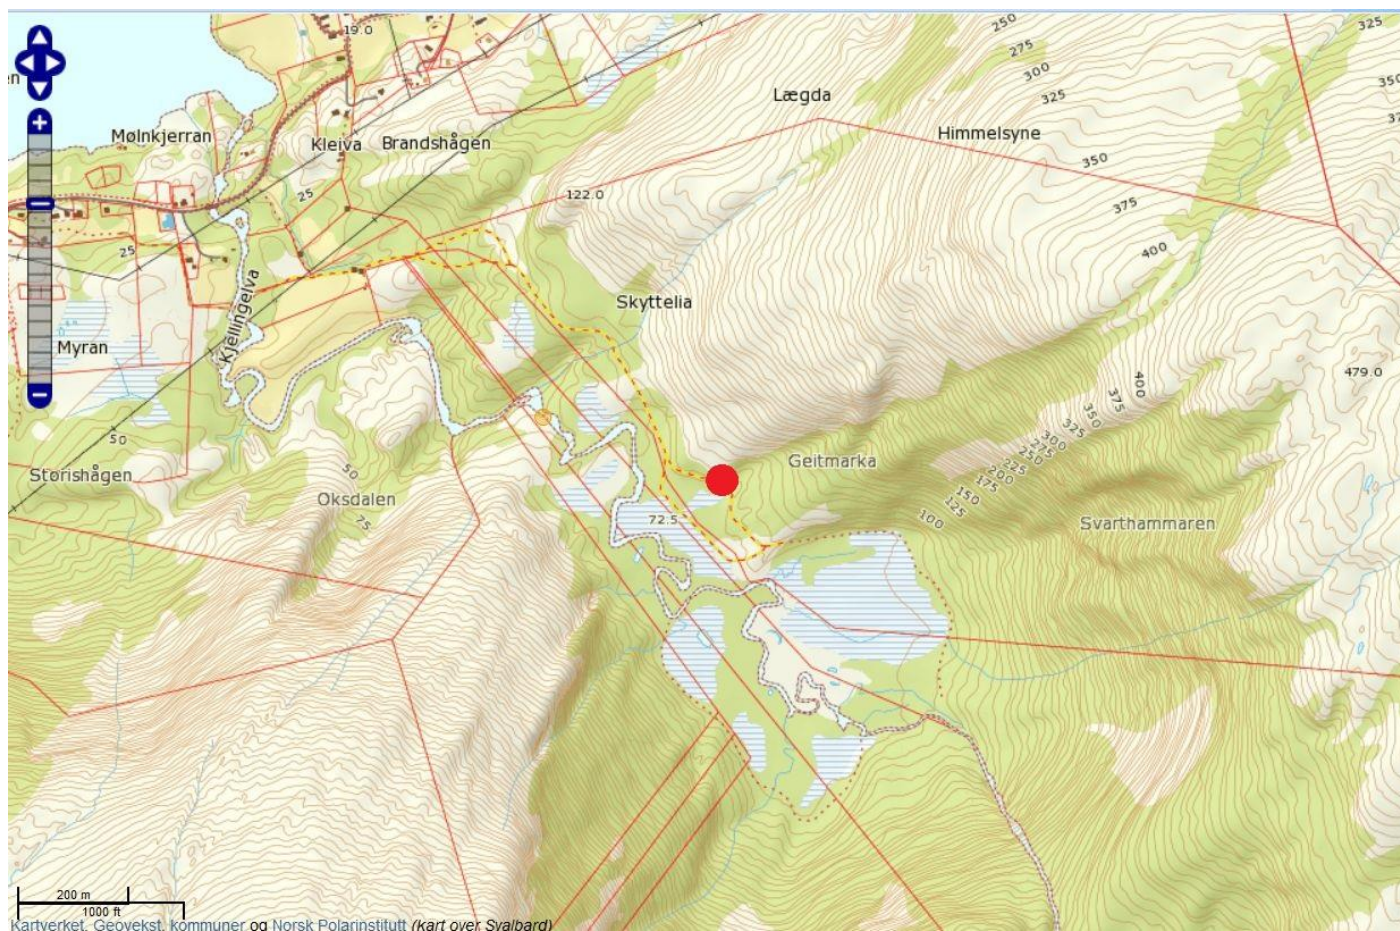 250
275
300
325
325
19.0
en
350
Lægda
Mølnkjerran
Kleiva
Brandshågen
Himmelsyne
350
122.0
375
25
25
400
Kjellingelva
Skyttelia
Myran
479.0
400
375
350
325
300
275
250
225
200
175
150
125
100
50
Storishågen
50
Oksdalen
75
Geitmarka
72.5
Svarthammaren
200 m
1000 ft
Kartverket, Geovekst, kommuner og Norsk Polarinstitutt (kart over Svalbard)